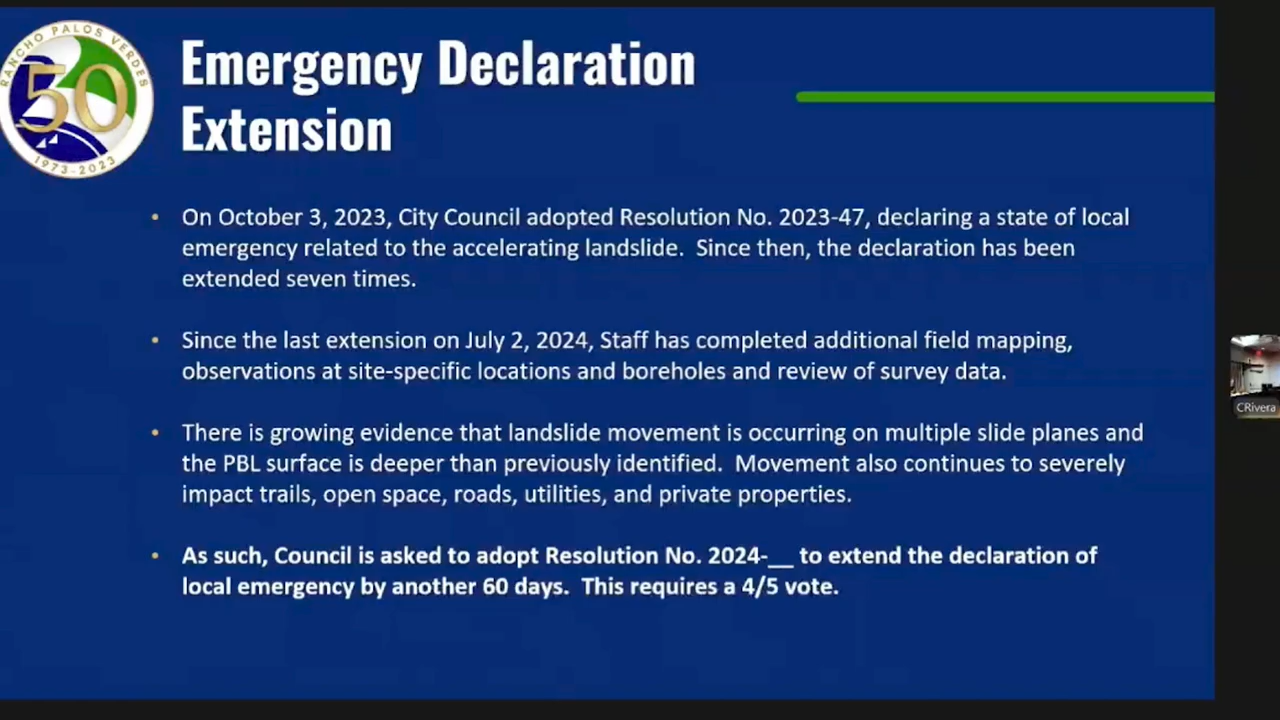 RANCHO PALOS VERDES
50
1973-2023
Emergency Declaration
Extension
• On October 3, 2023, City Council adopted Resolution No. 2023-47, declaring a state of local
emergency related to the accelerating landslide. Since then, the declaration has been
extended seven times.
• Since the last extension on July 2, 2024, Staff has completed additional field mapping,
observations at site-specific locations and boreholes and review of survey data.
• There is growing evidence that landslide movement is occurring on multiple slide planes and
the PBL surface is deeper than previously identified. Movement also continues to severely
impact trails, open space, roads, utilities, and private properties.
• As such, Council is asked to adopt Resolution No. 2024-__ to extend the declaration of
local emergency by another 60 days. This requires a 4/5 vote.
CRivera